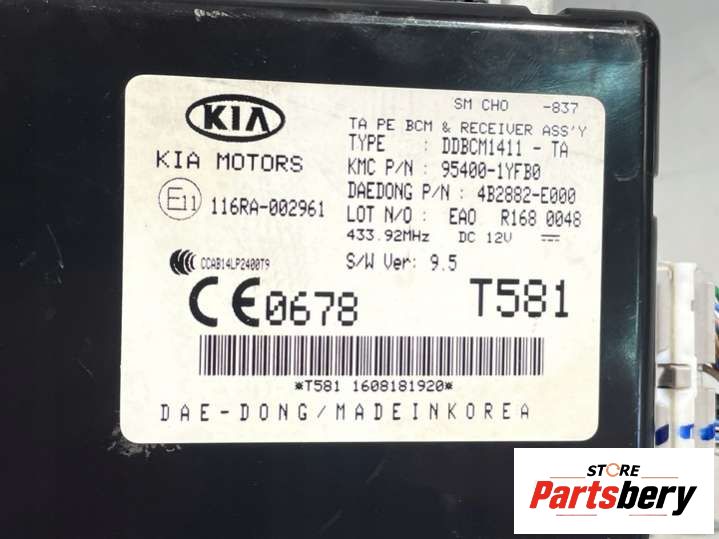 SM CHO -837
KIA
TA PE BCM & RECEIVER ASS'Y
KIA MOTORS
TYPE : DDBCM1411 - TA
KMC P/N : 95400-1YFB0
E11 116RA-002961
DAEDONG P/N : 4B2882-E000
LOT N/O : EAO R168 0048
433.92MHz DC 12V
CCAB14LP2400T9
S/W Ver: 9.5
CE0678
T581
*T581 1608181920*
DAE-DONG/MADEINKOREA
STORE
Partsbery